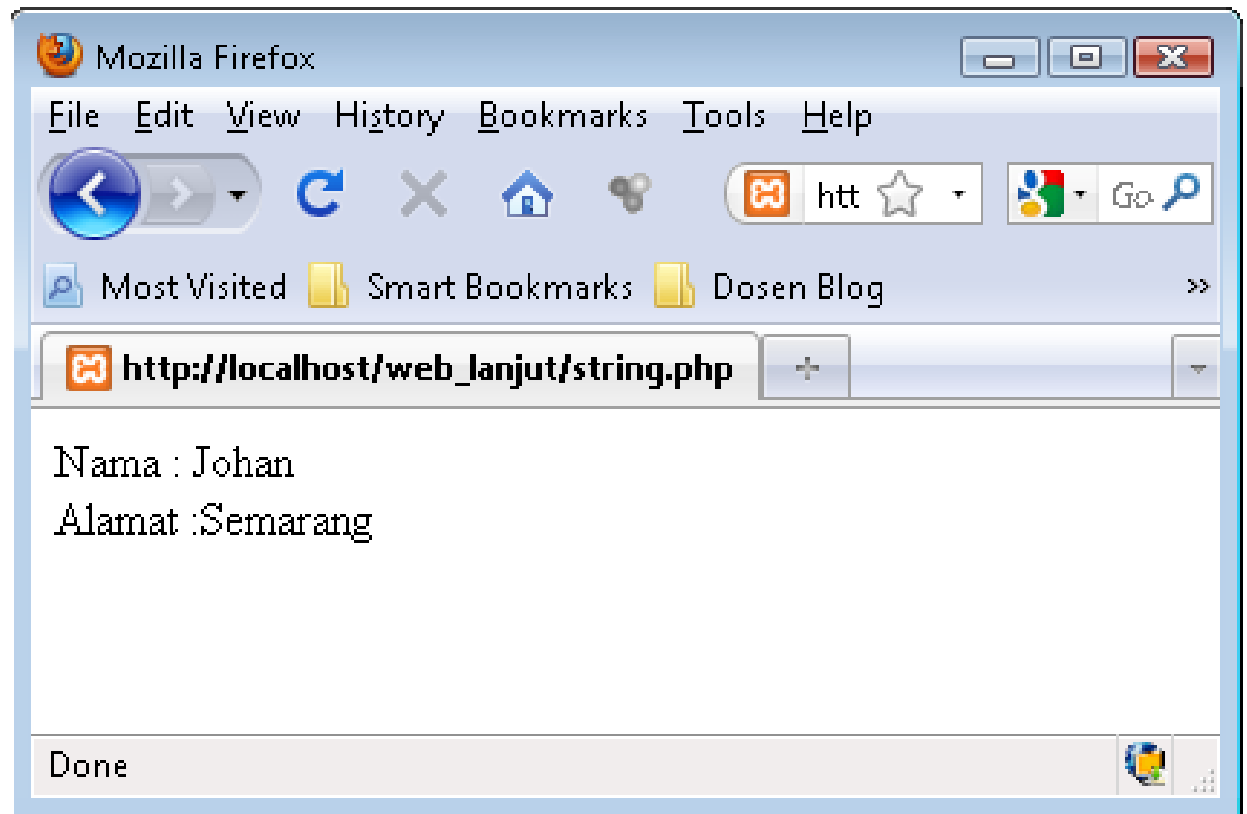 Mozilla Firefox
File Edit View History Bookmarks Tools Help
htt Go
Most Visited Smart Bookmarks Dosen Blog »
http://localhost/web_lanjut/string.php +
Nama : Johan
Alamat :Semarang
Done